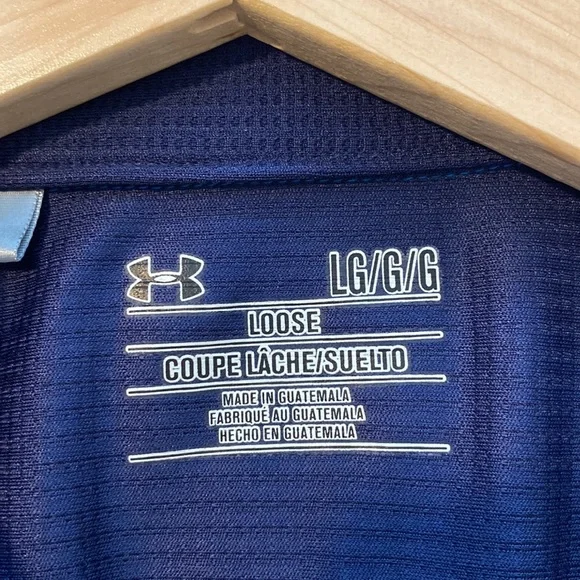 LG/G/G
LOOSE
COUPE LÂCHE/SUELTO
MADE IN GUATEMALA
FABRIQUÉ AU GUATEMALA
HECHO EN GUATEMALA